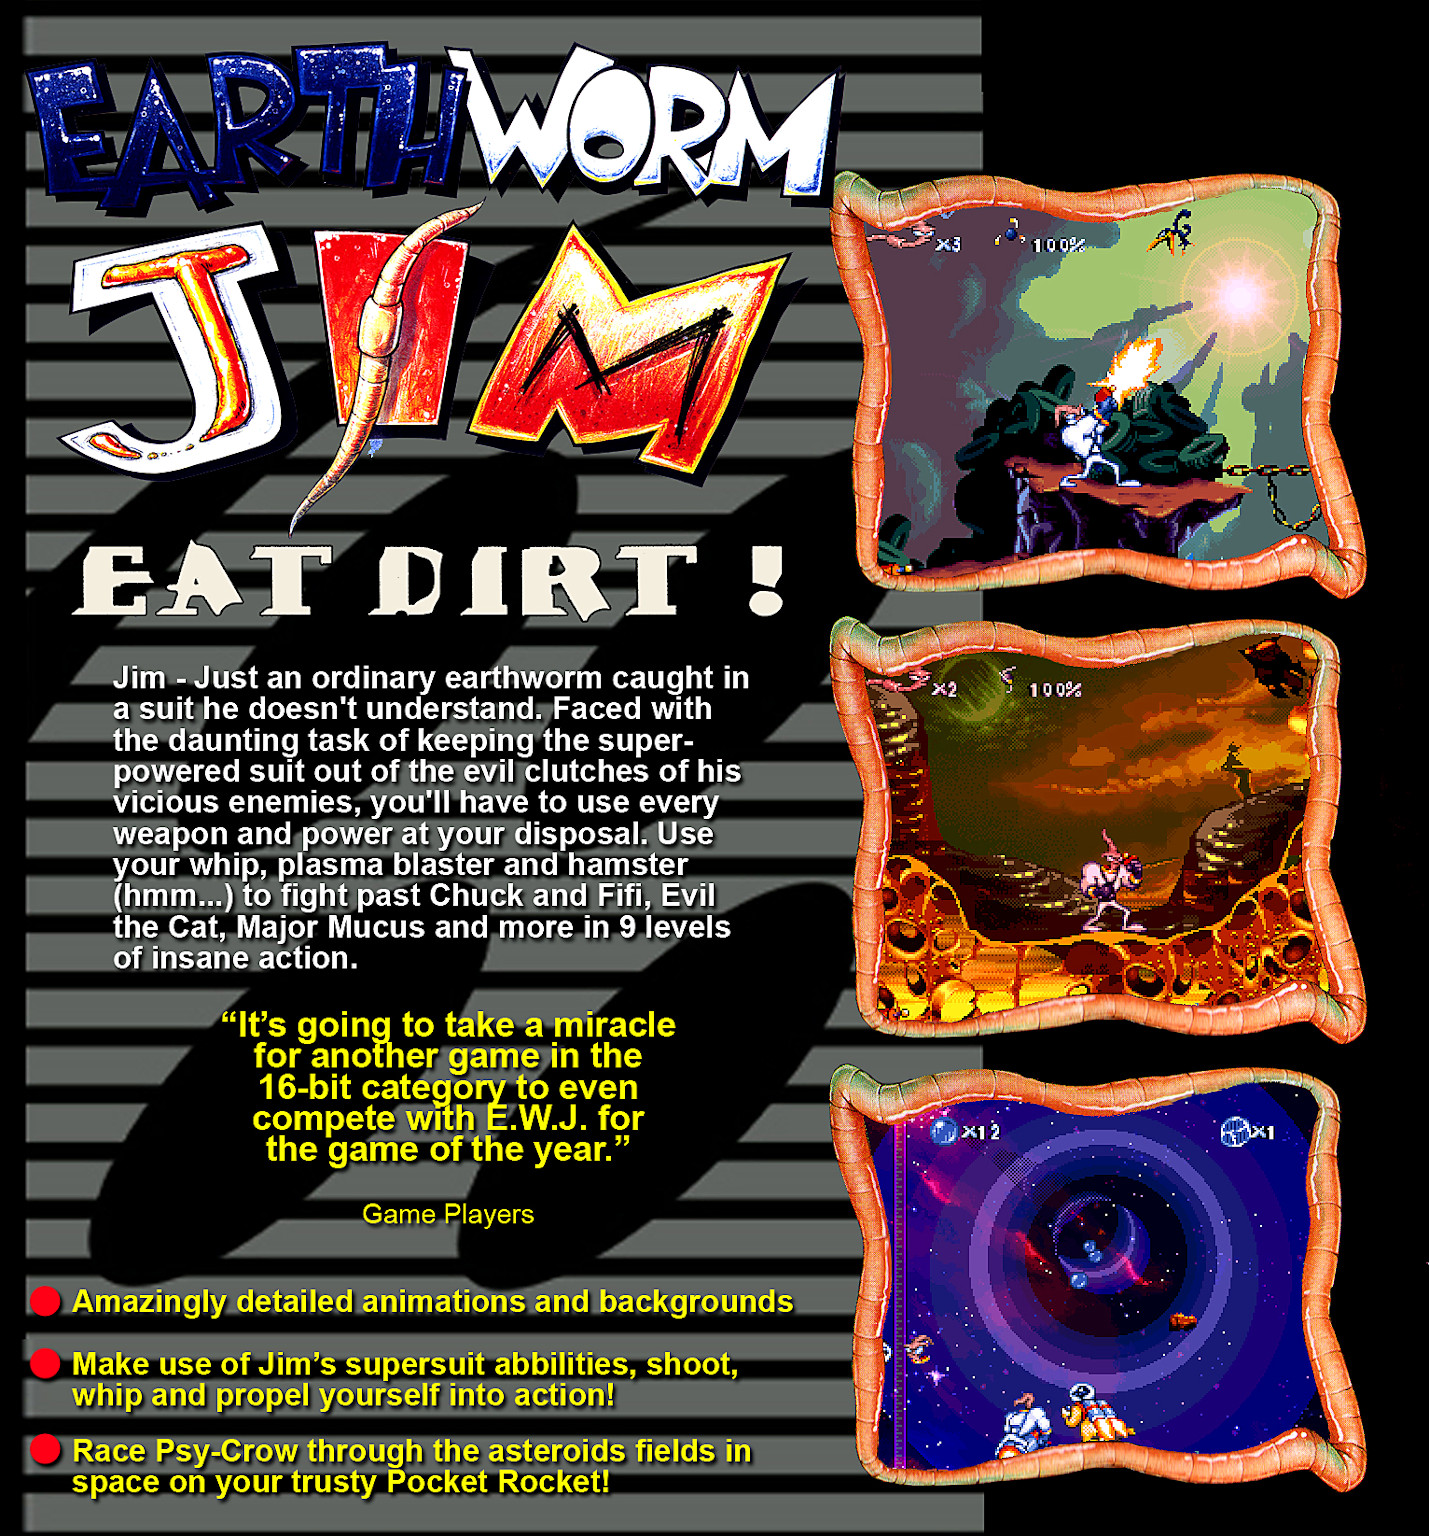 EARTHWORM
JIM
EAT DIRT !
Jim - Just an ordinary earthworm caught in
a suit he doesn't understand. Faced with
the daunting task of keeping the super-
powered suit out of the evil clutches of his
vicious enemies, you'll have to use every
weapon and power at your disposal. Use
your whip, plasma blaster and hamster
(hmm...) to fight past Chuck and Fifi, Evil
the Cat, Major Mucus and more in 9 levels
of insane action.
“It’s going to take a miracle
for another game in the
16-bit category to even
compete with E.W.J. for
the game of the year.”
Game Players
Amazingly detailed animations and backgrounds
Make use of Jim’s supersuit abbilities, shoot,
whip and propel yourself into action!
Race Psy-Crow through the asteroids fields in
space on your trusty Pocket Rocket!
x3 100%
x2 100%
x12 x1